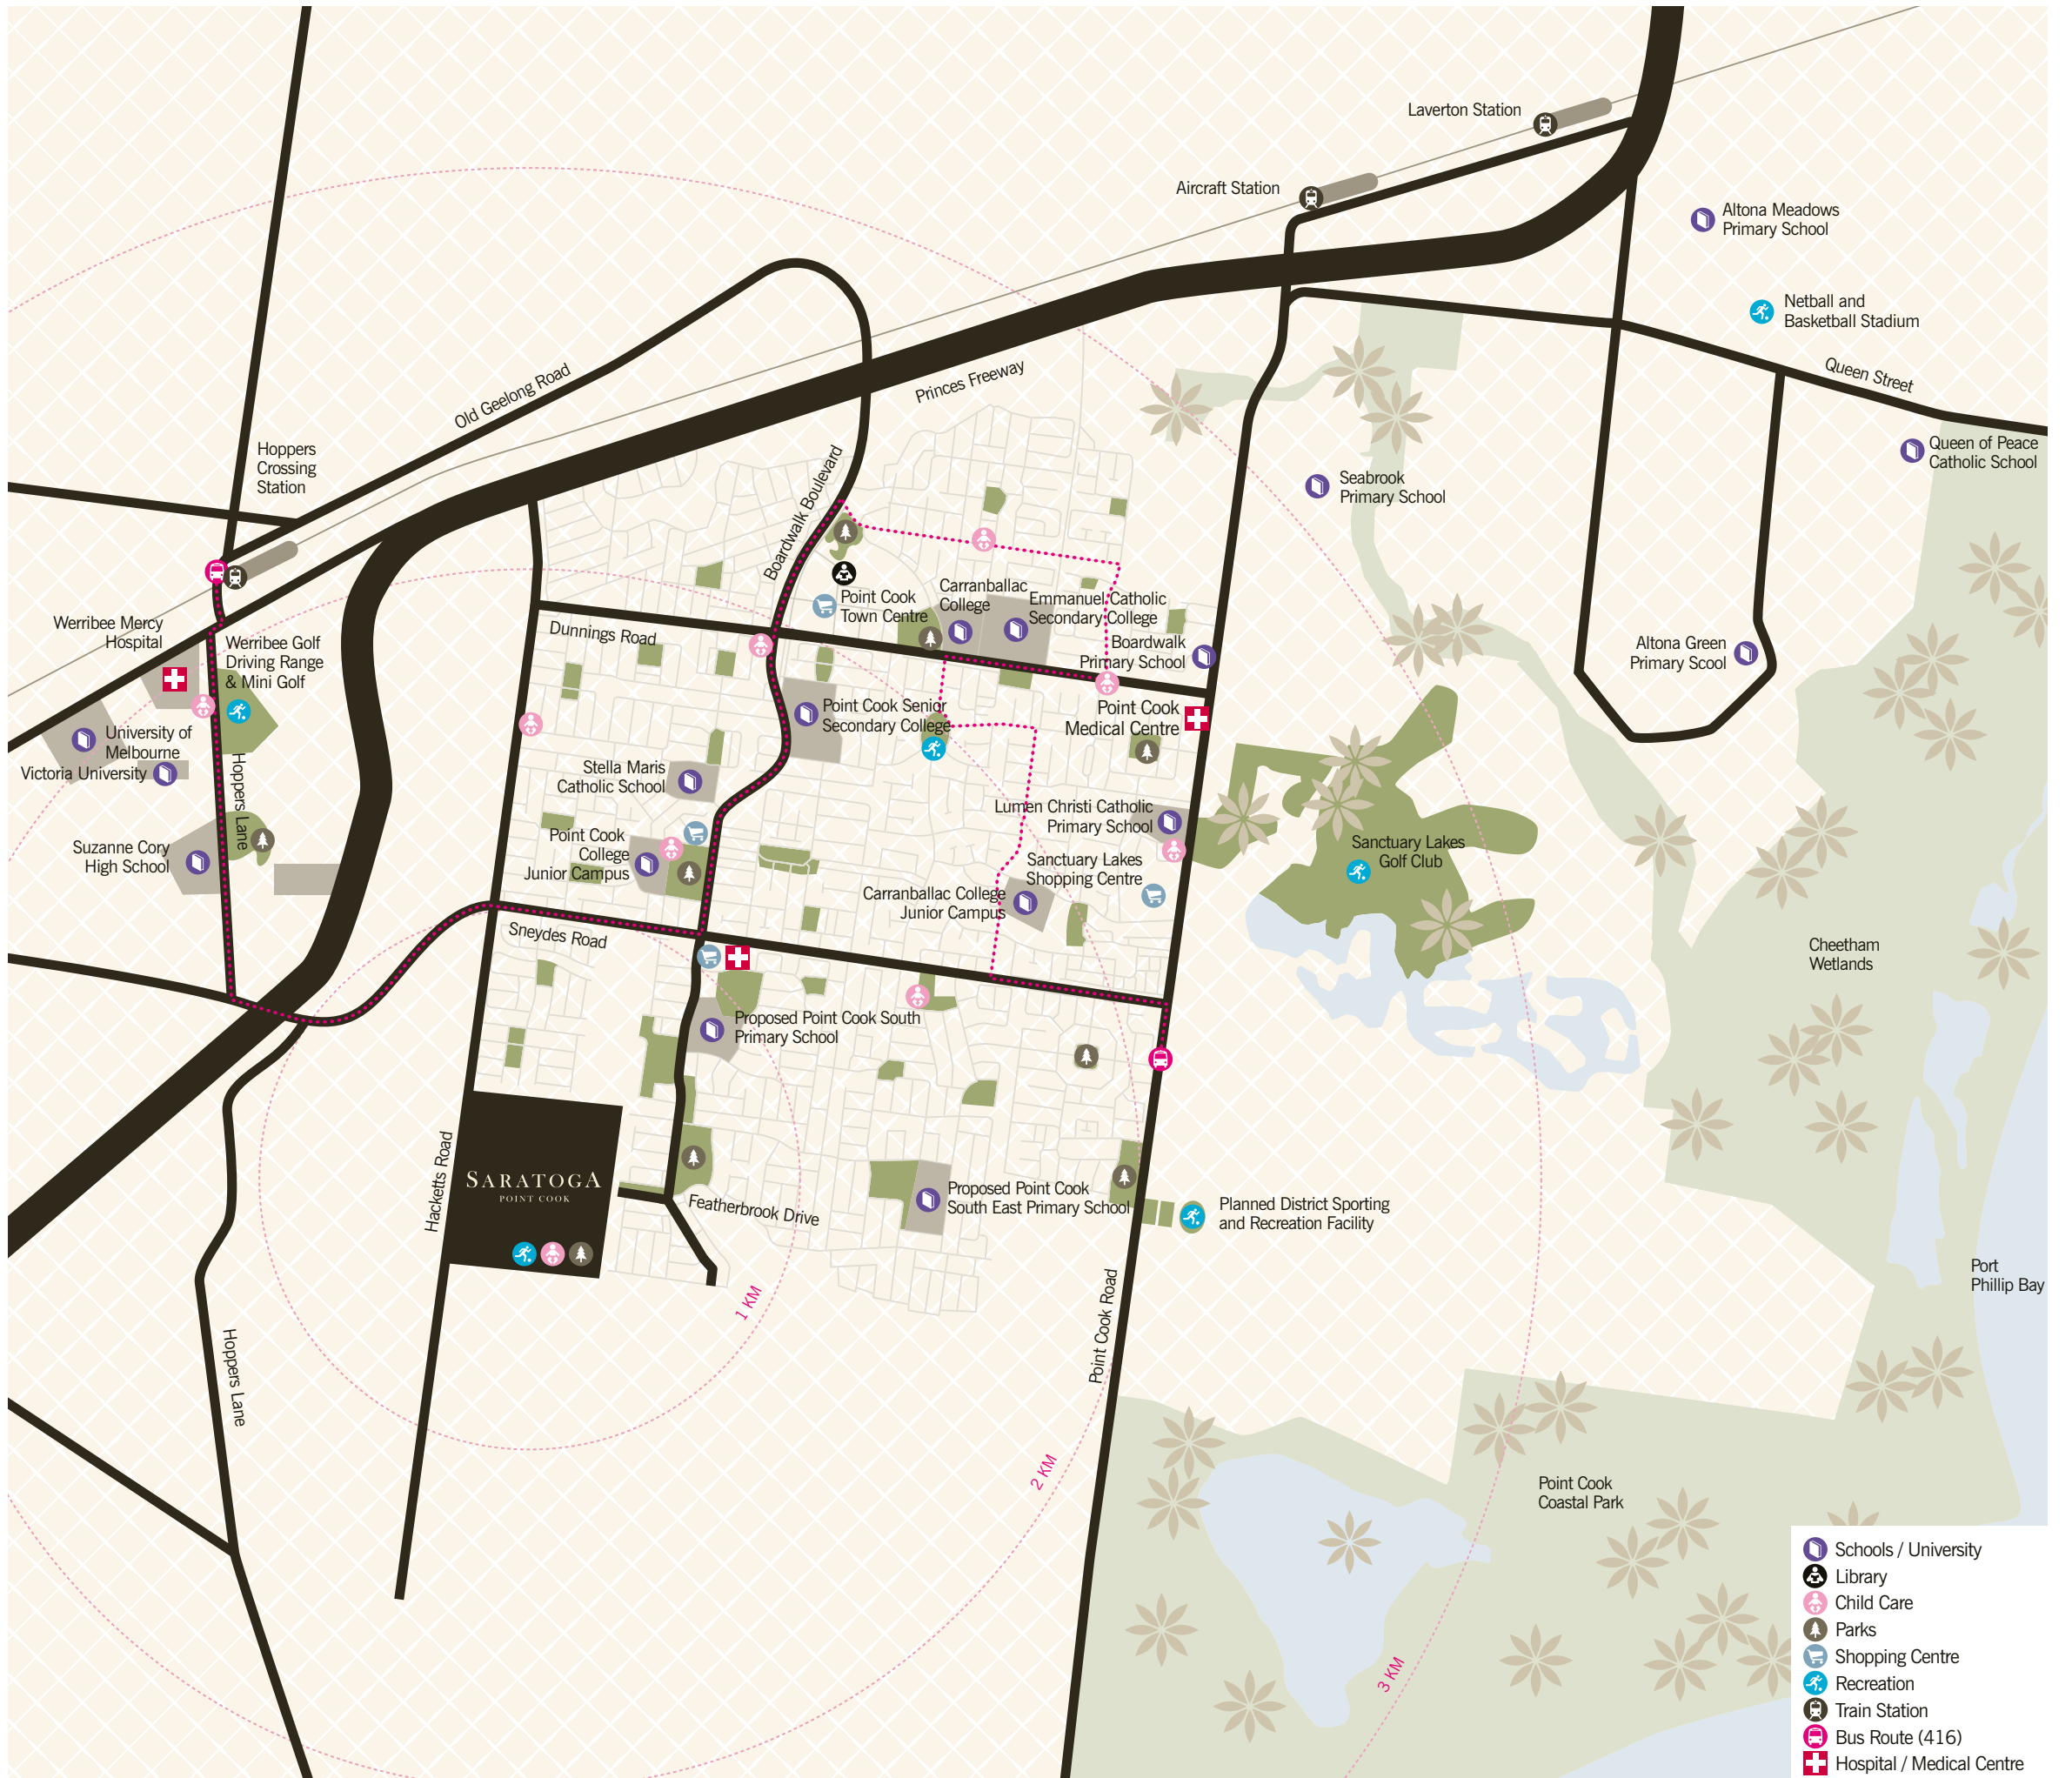 Laverton Station
Aircraft Station
Altona Meadows
Primary School
Netball and
Basketball Stadium
Queen Street
Princes Freeway
Old Geelong Road
Hoppers
Crossing
Station
Boardwalk Boulevard
Queen of Peace
Catholic School
Seabrook
Primary School
Point Cook
Town Centre
Carranballac
College
Emmanuel Catholic
Secondary College
Boardwalk
Primary School
Dunnings Road
Werribee Mercy
Hospital
Werribee Golf
Driving Range
& Mini Golf
Altona Green
Primary Scool
Point Cook Senior
Secondary College
Point Cook
Medical Centre
University of
Melbourne
Victoria University
Hoppers Lane
Stella Maris
Catholic School
Suzanne Cory
High School
Point Cook
College
Junior Campus
Lumen Christi Catholic
Primary School
Sanctuary Lakes
Shopping Centre
Sanctuary Lakes
Golf Club
Carranballac College
Junior Campus
Sneydes Road
Cheetham
Wetlands
Proposed Point Cook South
Primary School
Hacketts Road
SARATOGA
POINT COOK
Featherbrook Drive
Proposed Point Cook
South East Primary School
Planned District Sporting
and Recreation Facility
Port
Phillip Bay
1 KM
Point Cook Road
Hoppers Lane
2 KM
Point Cook
Coastal Park
3 KM
Schools / University
Library
Child Care
Parks
Shopping Centre
Recreation
Train Station
Bus Route (416)
Hospital / Medical Centre